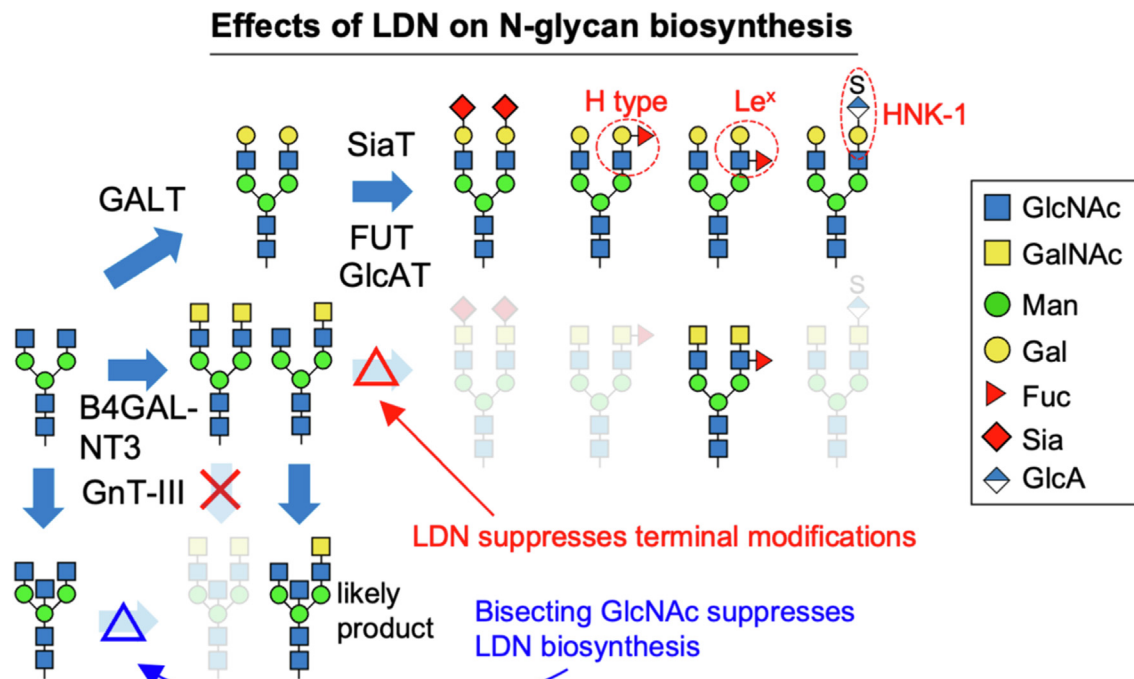 Effects of LDN on N-glycan biosynthesis
S
H type
Leˣ
HNK-1
SiaT
GALT
FUT
GlcAT
GlcNAc
GalNAc
Man
Gal
Fuc
Sia
GlcA
S
B4GAL-
NT3
GnT-III
LDN suppresses terminal modifications
likely
product
Bisecting GlcNAc suppresses
LDN biosynthesis